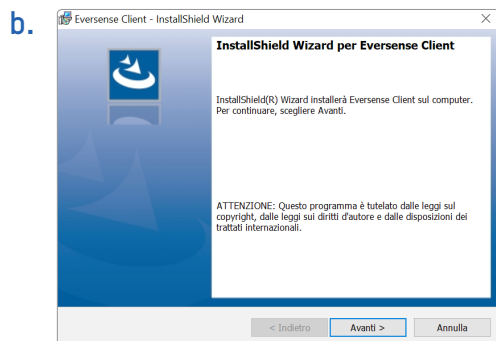 b.
Eversense Client - InstallShield Wizard
InstallShield Wizard per Eversense Client
InstallShield(R) Wizard installerà Eversense Client sul computer.
Per continuare, scegliere Avanti.
ATTENZIONE: Questo programma è tutelato dalle leggi sul
copyright, dalle leggi sui diritti d'autore e dalle disposizioni dei
trattati internazionali.
< Indietro
Avanti >
Annulla